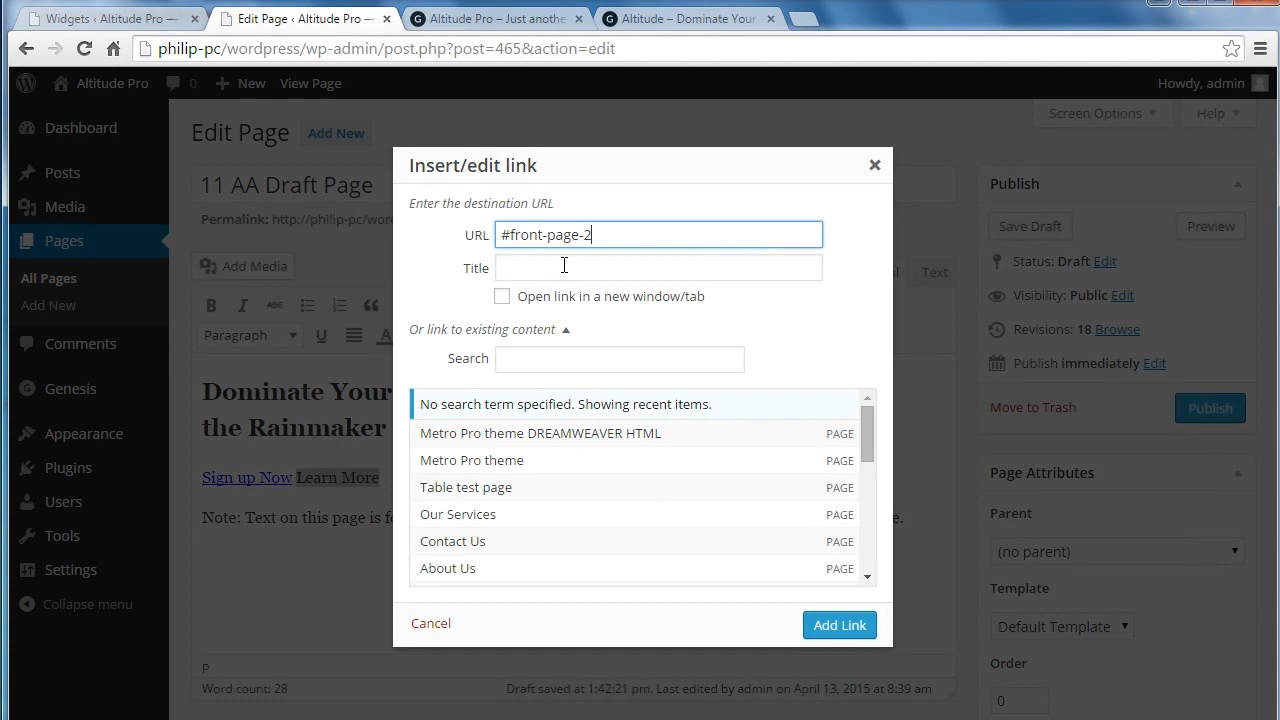 Widgets ‹ Altitude Pro —
Edit Page ‹ Altitude Pro —
Altitude Pro – Just anothe
Altitude – Dominate Your
philip-pc/wordpress/wp-admin/post.php?post=465&action=edit
Altitude Pro 0 New View Page Howdy, admin
Screen Options Help
Dashboard
Posts
Media
Pages
All Pages
Add New
Comments
Genesis
Appearance
Plugins
Users
Tools
Settings
Collapse menu
Edit Page Add New
11 AA Draft Page
Permalink: http://philip-pc/wor
Add Media
Text
B I ABC
Paragraph U A
Dominate Your
the Rainmaker
Sign up Now Learn More
Note: Text on this page is f
p
Word count: 28 Draft saved at 1:42:21 pm. Last edited by admin on April 13, 2015 at 8:39 am
Insert/edit link
Enter the destination URL
URL #front-page-2
Title
Open link in a new window/tab
Or link to existing content
Search
No search term specified. Showing recent items.
Metro Pro theme DREAMWEAVER HTML PAGE
Metro Pro theme PAGE
Table test page PAGE
Our Services PAGE
Contact Us PAGE
About Us PAGE
Cancel Add Link
Publish
Save Draft Preview
Status: Draft Edit
Visibility: Public Edit
Revisions: 18 Browse
Publish immediately Edit
Move to Trash Publish
Page Attributes
Parent
(no parent)
Template
Default Template
Order
0